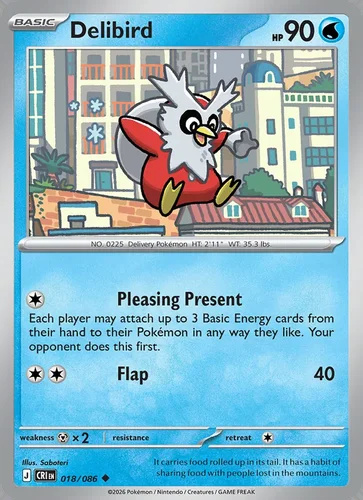 BASIC
Delibird
HP 90
NO. 0225 Delivery Pokémon HT: 2'11" WT: 35.3 lbs.
Pleasing Present
Each player may attach up to 3 Basic Energy cards from
their hand to their Pokémon in any way they like. Your
opponent does this first.
Flap 40
weakness ×2 resistance retreat
Illus. Saboteri
It carries food rolled up in its tail. It has a habit of
sharing food with people lost in the mountains.
J CRI EN 018/086
©2026 Pokémon / Nintendo / Creatures / GAME FREAK